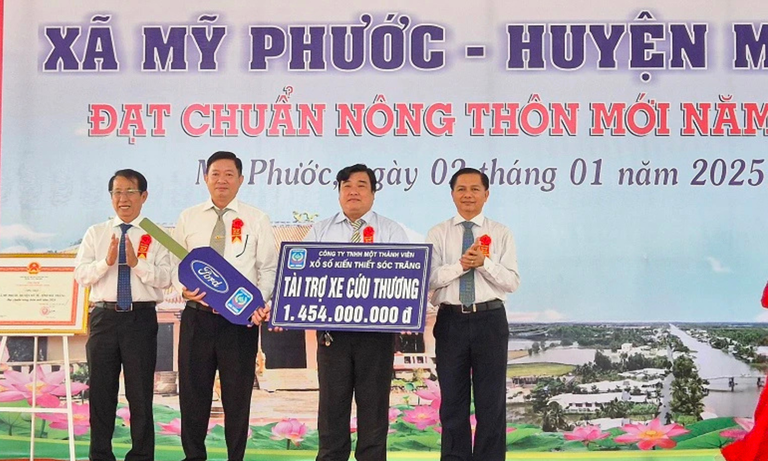 XÃ MỸ PHƯỚC - HUYỆN M
ĐẠT CHUẨN NÔNG THÔN MỚI NĂM
Mỹ Phước, ngày 02 tháng 01 năm 2025
CÔNG TY TNHH MỘT THÀNH VIÊN
XỔ SỐ KIẾN THIẾT SÓC TRĂNG
TÀI TRỢ XE CỨU THƯƠNG
1.454.000.000 đ
Ford